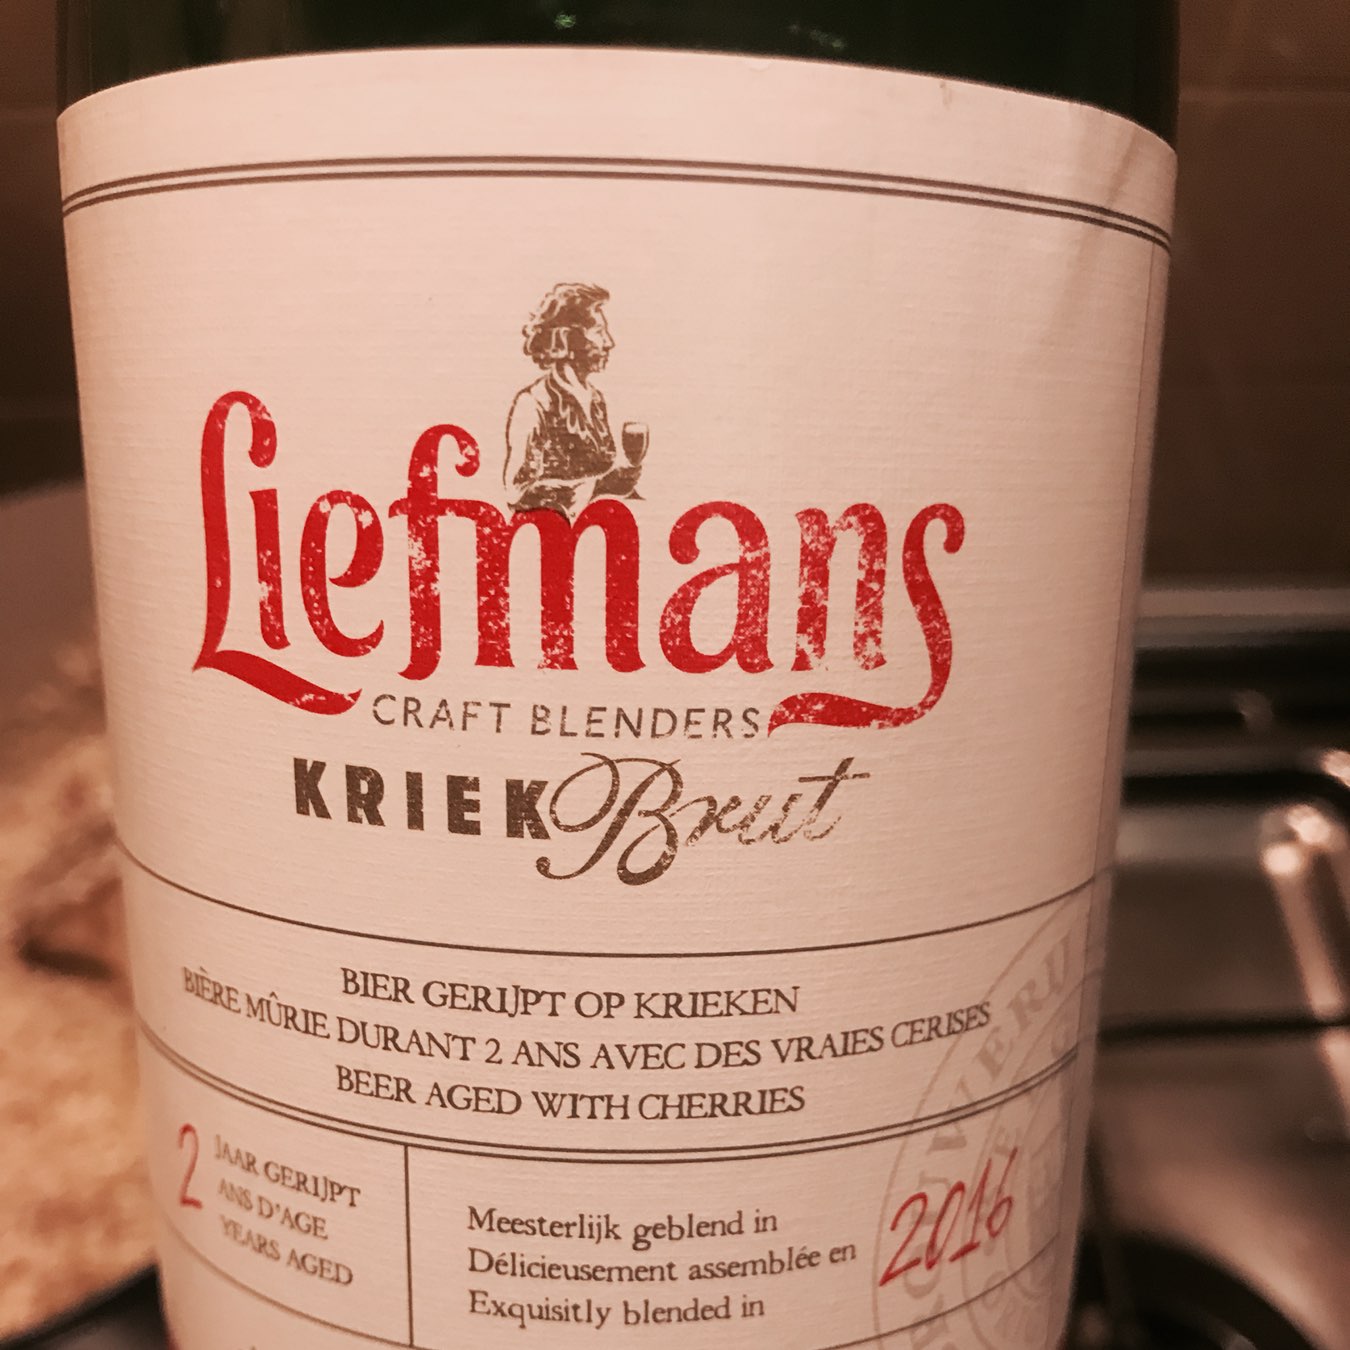 Liefmans
CRAFT BLENDERS
KRIEK Brut
BIER GERIJPT OP KRIEKEN
BIÈRE MÛRIE DURANT 2 ANS AVEC DES VRAIES CERISES
BEER AGED WITH CHERRIES
2
JAAR GERIJPT
ANS D'AGE
YEARS AGED
Meesterlijk geblend in
Délicieusement assemblée en
Exquisitly blended in
2016